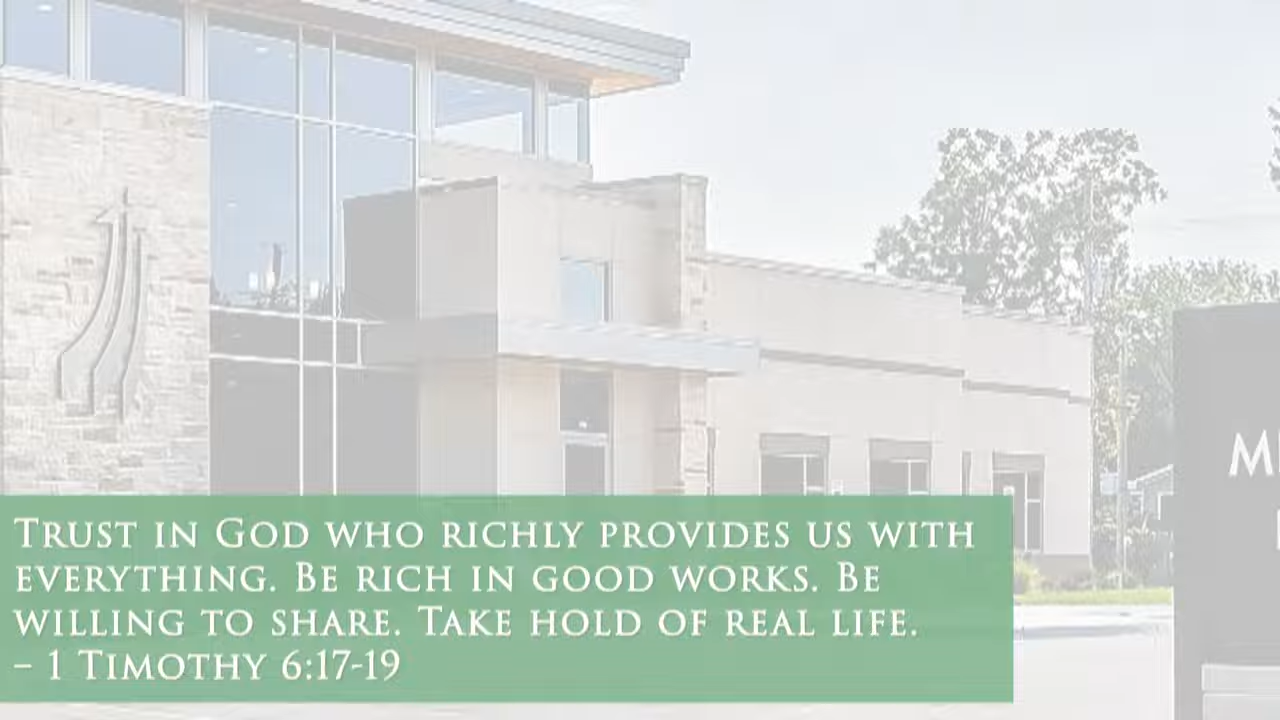 Trust in God who richly provides us with
everything. Be rich in good works. Be
willing to share. Take hold of real life.
– 1 Timothy 6:17-19